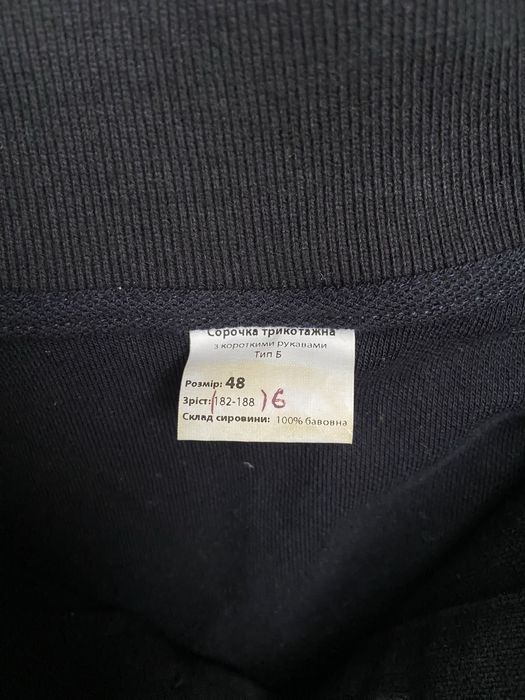 Сорочка трикотажна
з короткими рукавами
Тип Б
Розмір: 48
Зріст: (182-188 ) 6
Склад сировини: 100% бавовна